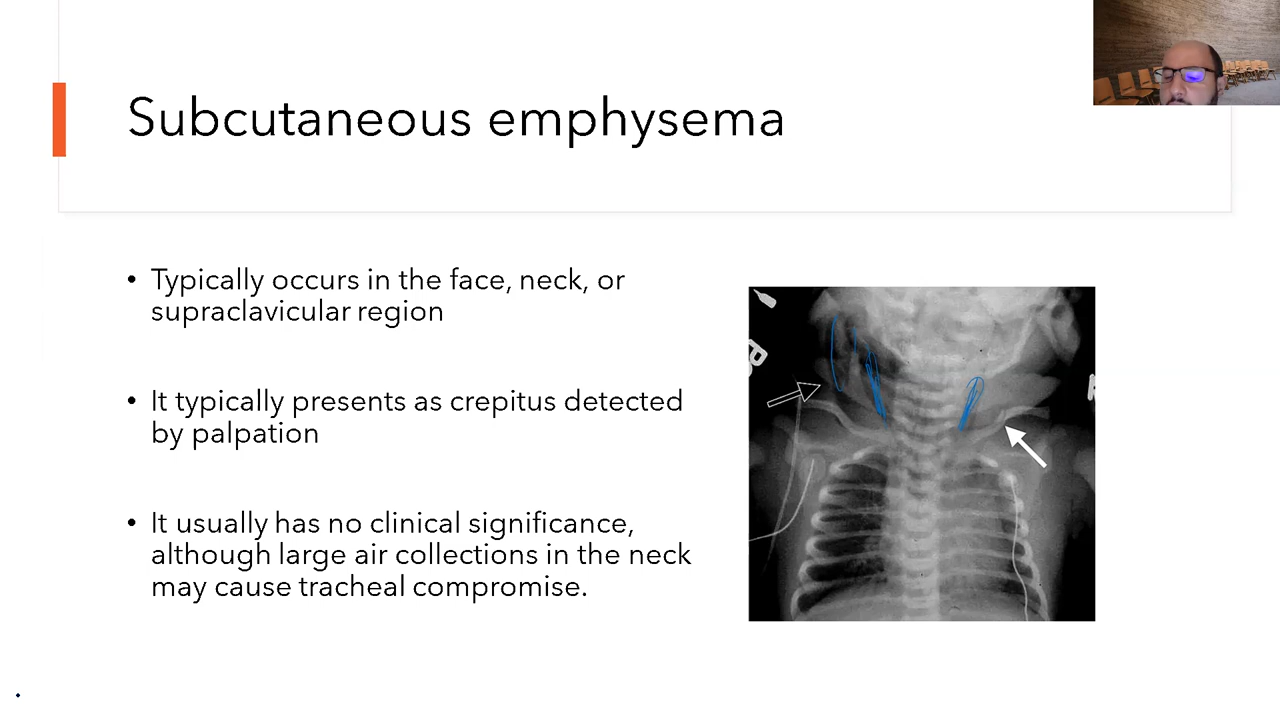 Subcutaneous emphysema
• Typically occurs in the face, neck, or
supraclavicular region
• It typically presents as crepitus detected
by palpation
• It usually has no clinical significance,
although large air collections in the neck
may cause tracheal compromise.